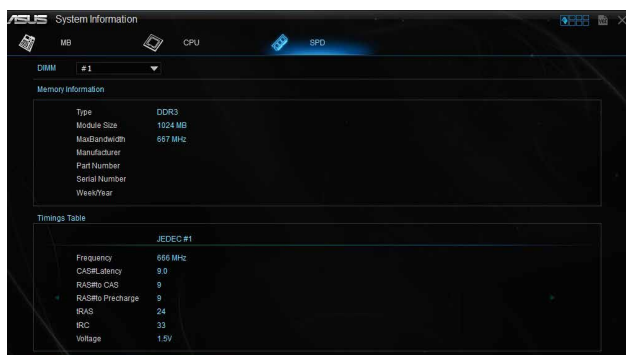 ASUS System Information
MB CPU SPD
DIMM #1
Memory Information
Type DDR3
Module Size 1024 MB
MaxBandwidth 667 MHz
Manufacturer
Part Number
Serial Number
Week/Year
Timings Table
JEDEC #1
Frequency 666 MHz
CAS#Latency 9.0
RAS#to CAS 9
RAS#to Precharge 9
tRAS 24
tRC 33
Voltage 1.5V